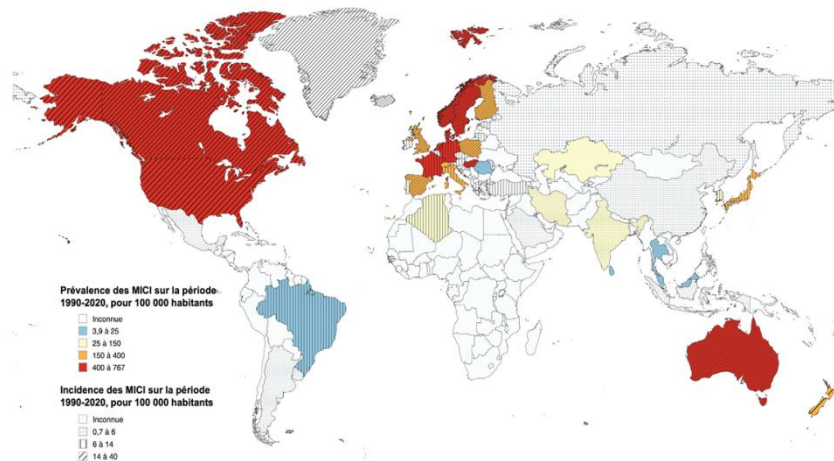 Prévalence des MICI sur la période
1990-2020, pour 100 000 habitants
Inconnue
3,9 à 25
25 à 150
150 à 400
400 à 767
Incidence des MICI sur la période
1990-2020, pour 100 000 habitants
Inconnue
0,7 à 6
6 à 14
14 à 40